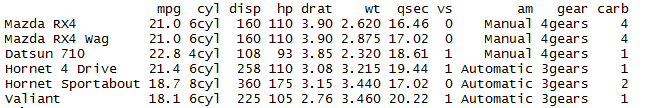 mpg cyl disp hp drat wt qsec vs am gear carb
Mazda RX4 21.0 6cyl 160 110 3.90 2.620 16.46 0 Manual 4gears 4
Mazda RX4 Wag 21.0 6cyl 160 110 3.90 2.875 17.02 0 Manual 4gears 4
Datsun 710 22.8 4cyl 108 93 3.85 2.320 18.61 1 Manual 4gears 1
Hornet 4 Drive 21.4 6cyl 258 110 3.08 3.215 19.44 1 Automatic 3gears 1
Hornet Sportabout 18.7 8cyl 360 175 3.15 3.440 17.02 0 Automatic 3gears 2
Valiant 18.1 6cyl 225 105 2.76 3.460 20.22 1 Automatic 3gears 1